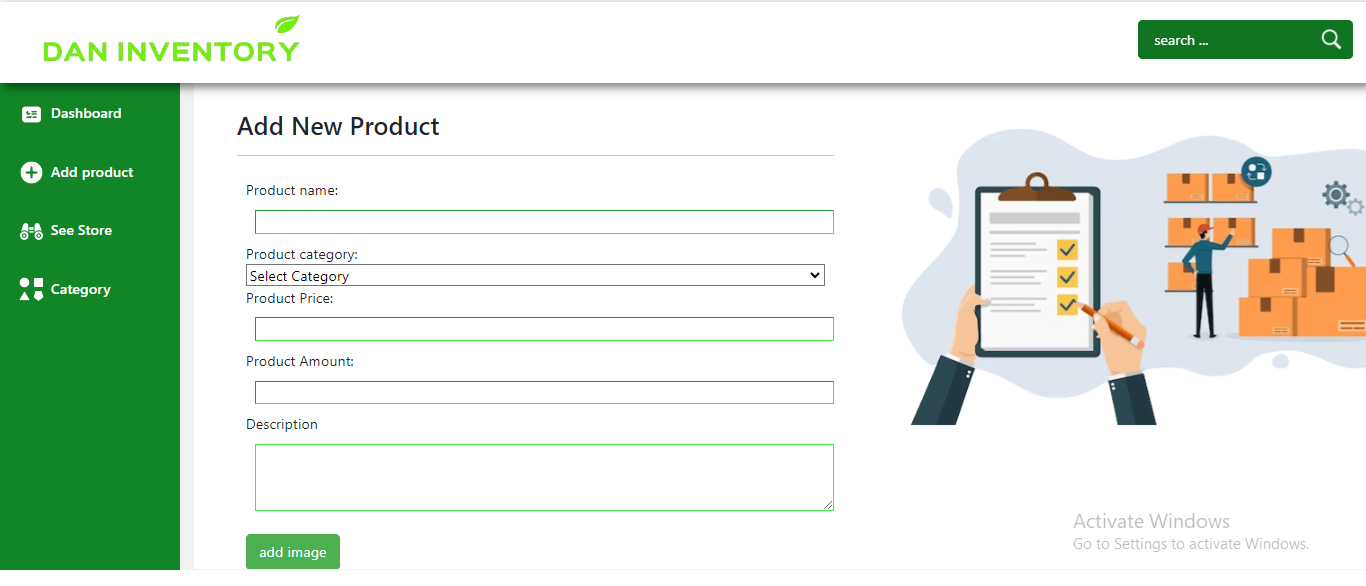 DAN INVENTORY
search ...
Dashboard
Add product
See Store
Category
Add New Product
Product name:
Product category:
Select Category
Product Price:
Product Amount:
Description
add image
Activate Windows
Go to Settings to activate Windows.